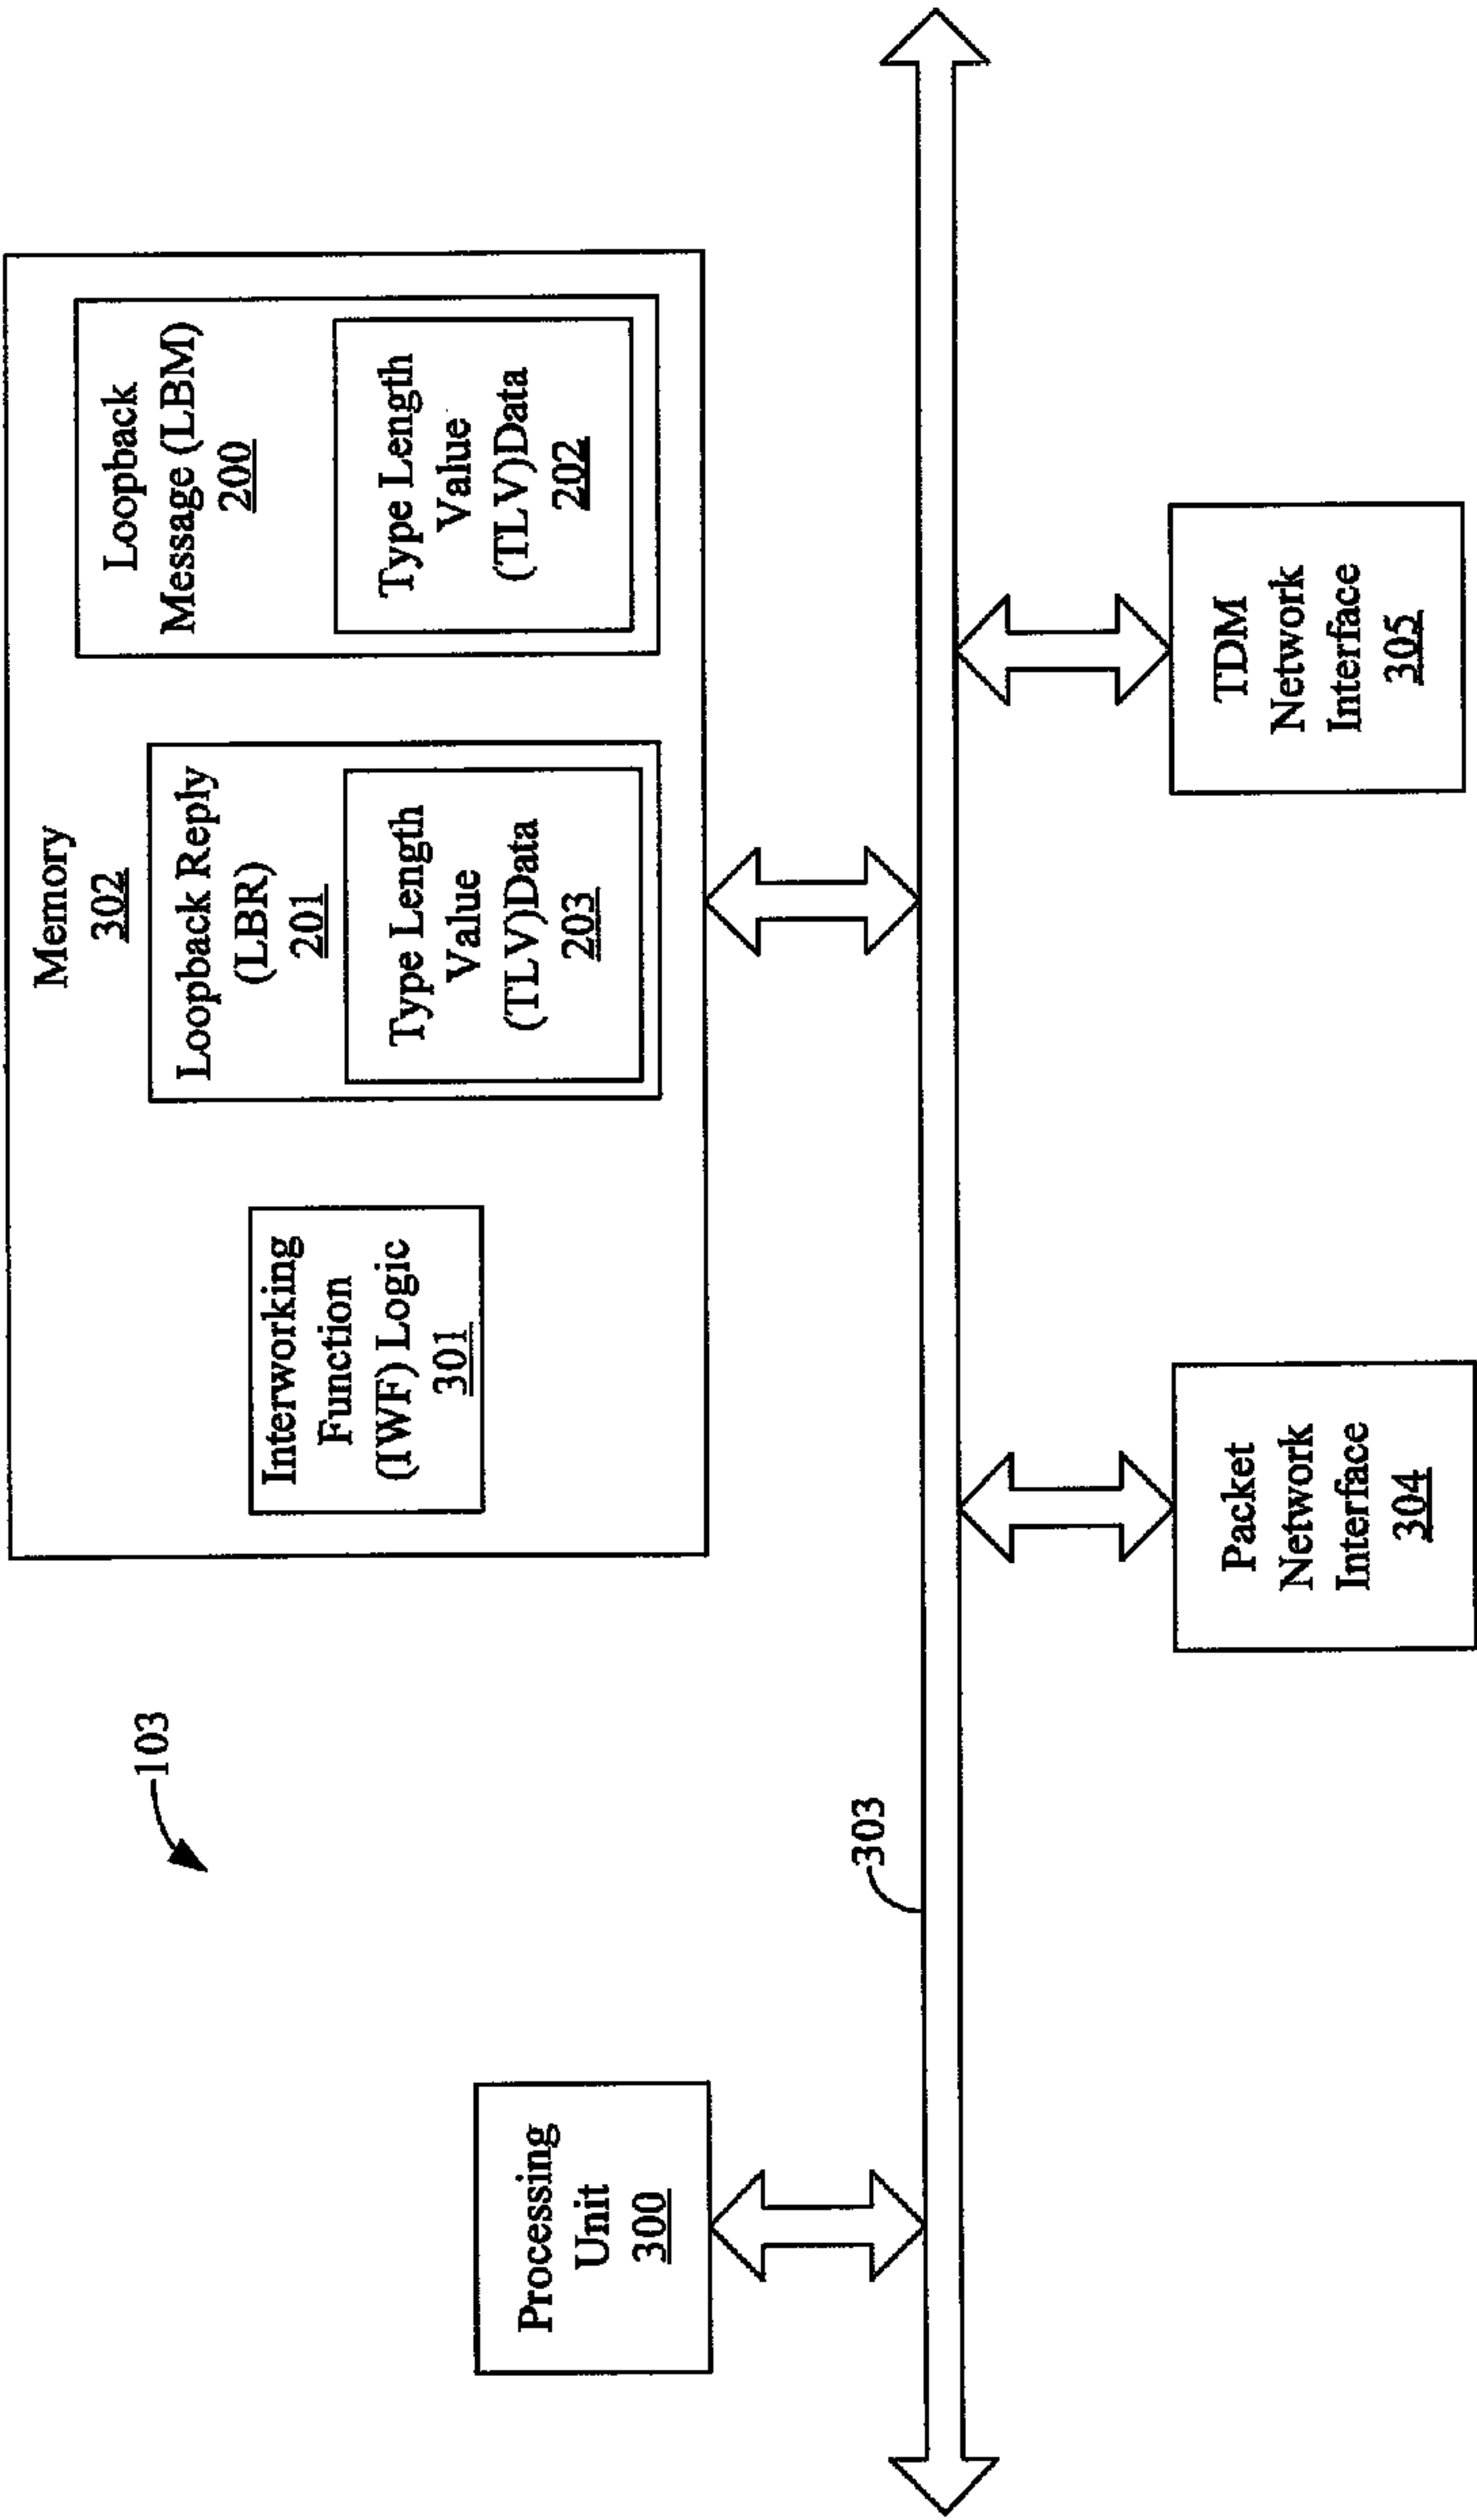 103
Memory
302
Interworking
Function
(IWF) Logic
301
Loopback Reply
(LBR)
201
Type Length
Value
(TLV)Data
203
Loopback
Message (LBM)
200
Type Length
Value
(TLV)Data
202
Processing
Unit
300
303
Packet
Network
Interface
304
TDM
Network
Interface
305